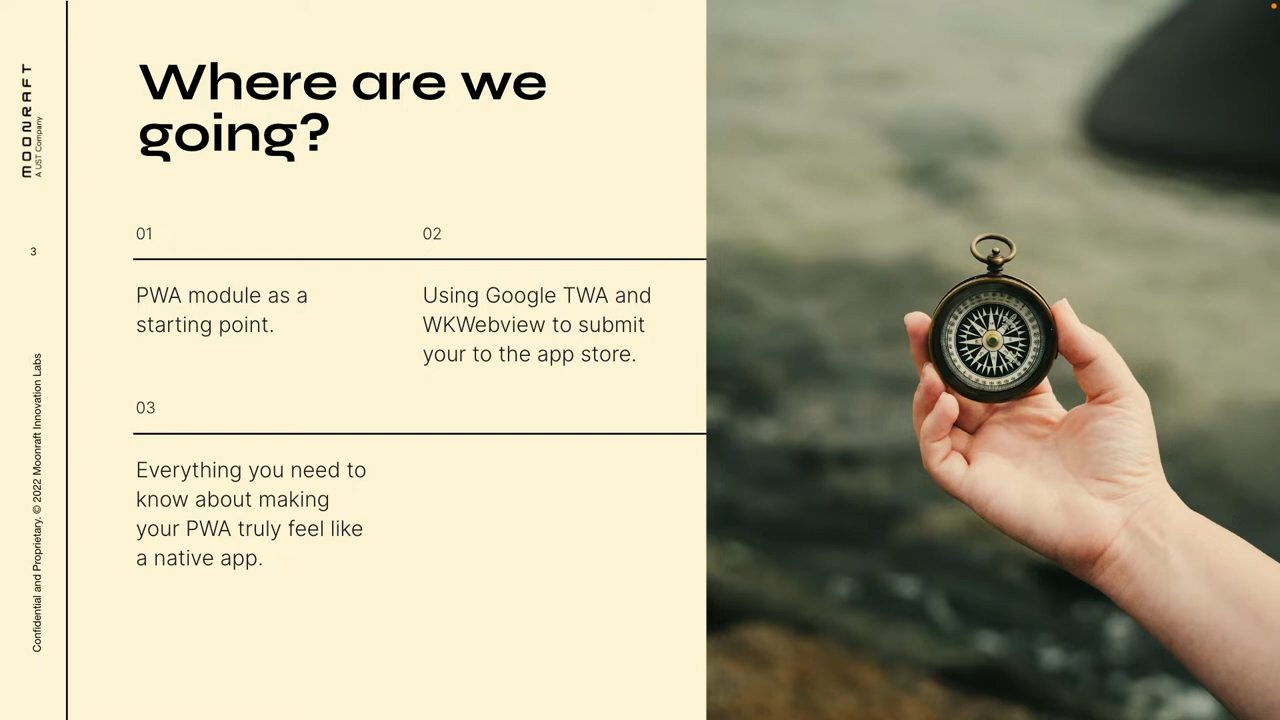 MOONRAFT
A UST Company
3
Confidential and Proprietary. © 2022 Moonraft Innovation Labs
Where are we
going?
01
PWA module as a
starting point.
02
Using Google TWA and
WKWebview to submit
your to the app store.
03
Everything you need to
know about making
your PWA truly feel like
a native app.